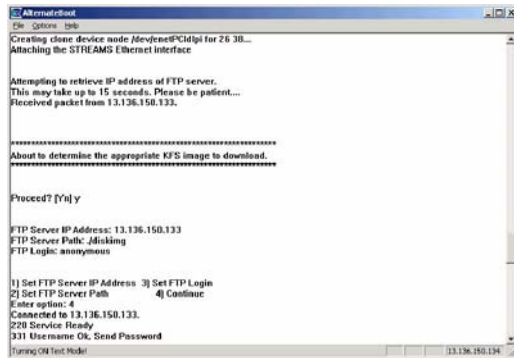 AlternateBoot
File Options Help
Creating clone device node /dev/enetPCIdlpi for 26 38...
Attaching the STREAMS Ethernet interface
Attempting to retrieve IP address of FTP server.
This may take up to 15 seconds. Please be patient....
Received packet from 13.136.150.133.
****************************************************************
About to determine the appropriate KFS image to download.
****************************************************************
Proceed? [Yn] y
FTP Server IP Address: 13.136.150.133
FTP Server Path: ./diskimg
FTP Login: anonymous
1) Set FTP Server IP Address 3) Set FTP Login
2) Set FTP Server Path 4) Continue
Enter option: 4
Connected to 13.136.150.133.
220 Service Ready
331 Username Ok, Send Password
Turning ON Text Mode! 13.136.150.134